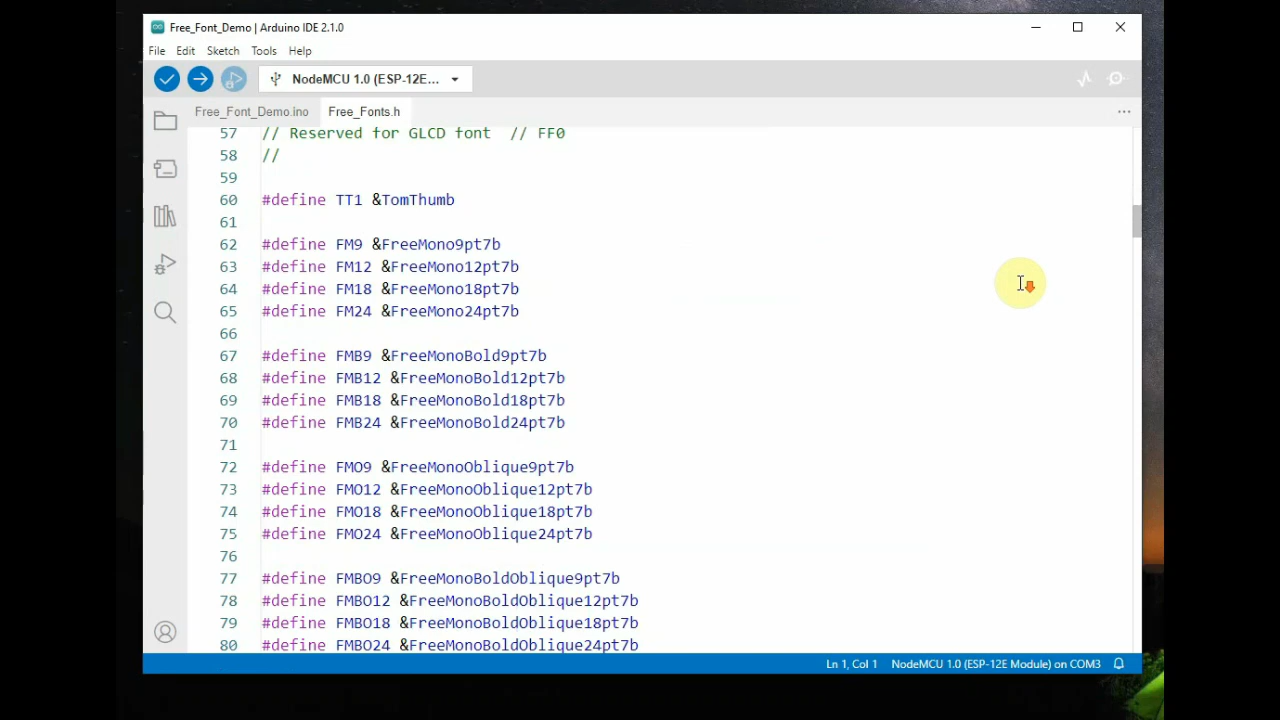 Free_Font_Demo | Arduino IDE 2.1.0
File Edit Sketch Tools Help
NodeMCU 1.0 (ESP-12E...
Free_Font_Demo.ino Free_Fonts.h
57 // Reserved for GLCD font // FF0
58 //
59
60 #define TT1 &TomThumb
61
62 #define FM9 &FreeMono9pt7b
63 #define FM12 &FreeMono12pt7b
64 #define FM18 &FreeMono18pt7b
65 #define FM24 &FreeMono24pt7b
66
67 #define FMB9 &FreeMonoBold9pt7b
68 #define FMB12 &FreeMonoBold12pt7b
69 #define FMB18 &FreeMonoBold18pt7b
70 #define FMB24 &FreeMonoBold24pt7b
71
72 #define FMO9 &FreeMonoOblique9pt7b
73 #define FMO12 &FreeMonoOblique12pt7b
74 #define FMO18 &FreeMonoOblique18pt7b
75 #define FMO24 &FreeMonoOblique24pt7b
76
77 #define FMBO9 &FreeMonoBoldOblique9pt7b
78 #define FMBO12 &FreeMonoBoldOblique12pt7b
79 #define FMBO18 &FreeMonoBoldOblique18pt7b
80 #define FMBO24 &FreeMonoBoldOblique24pt7b
Ln 1, Col 1 NodeMCU 1.0 (ESP-12E Module) on COM3